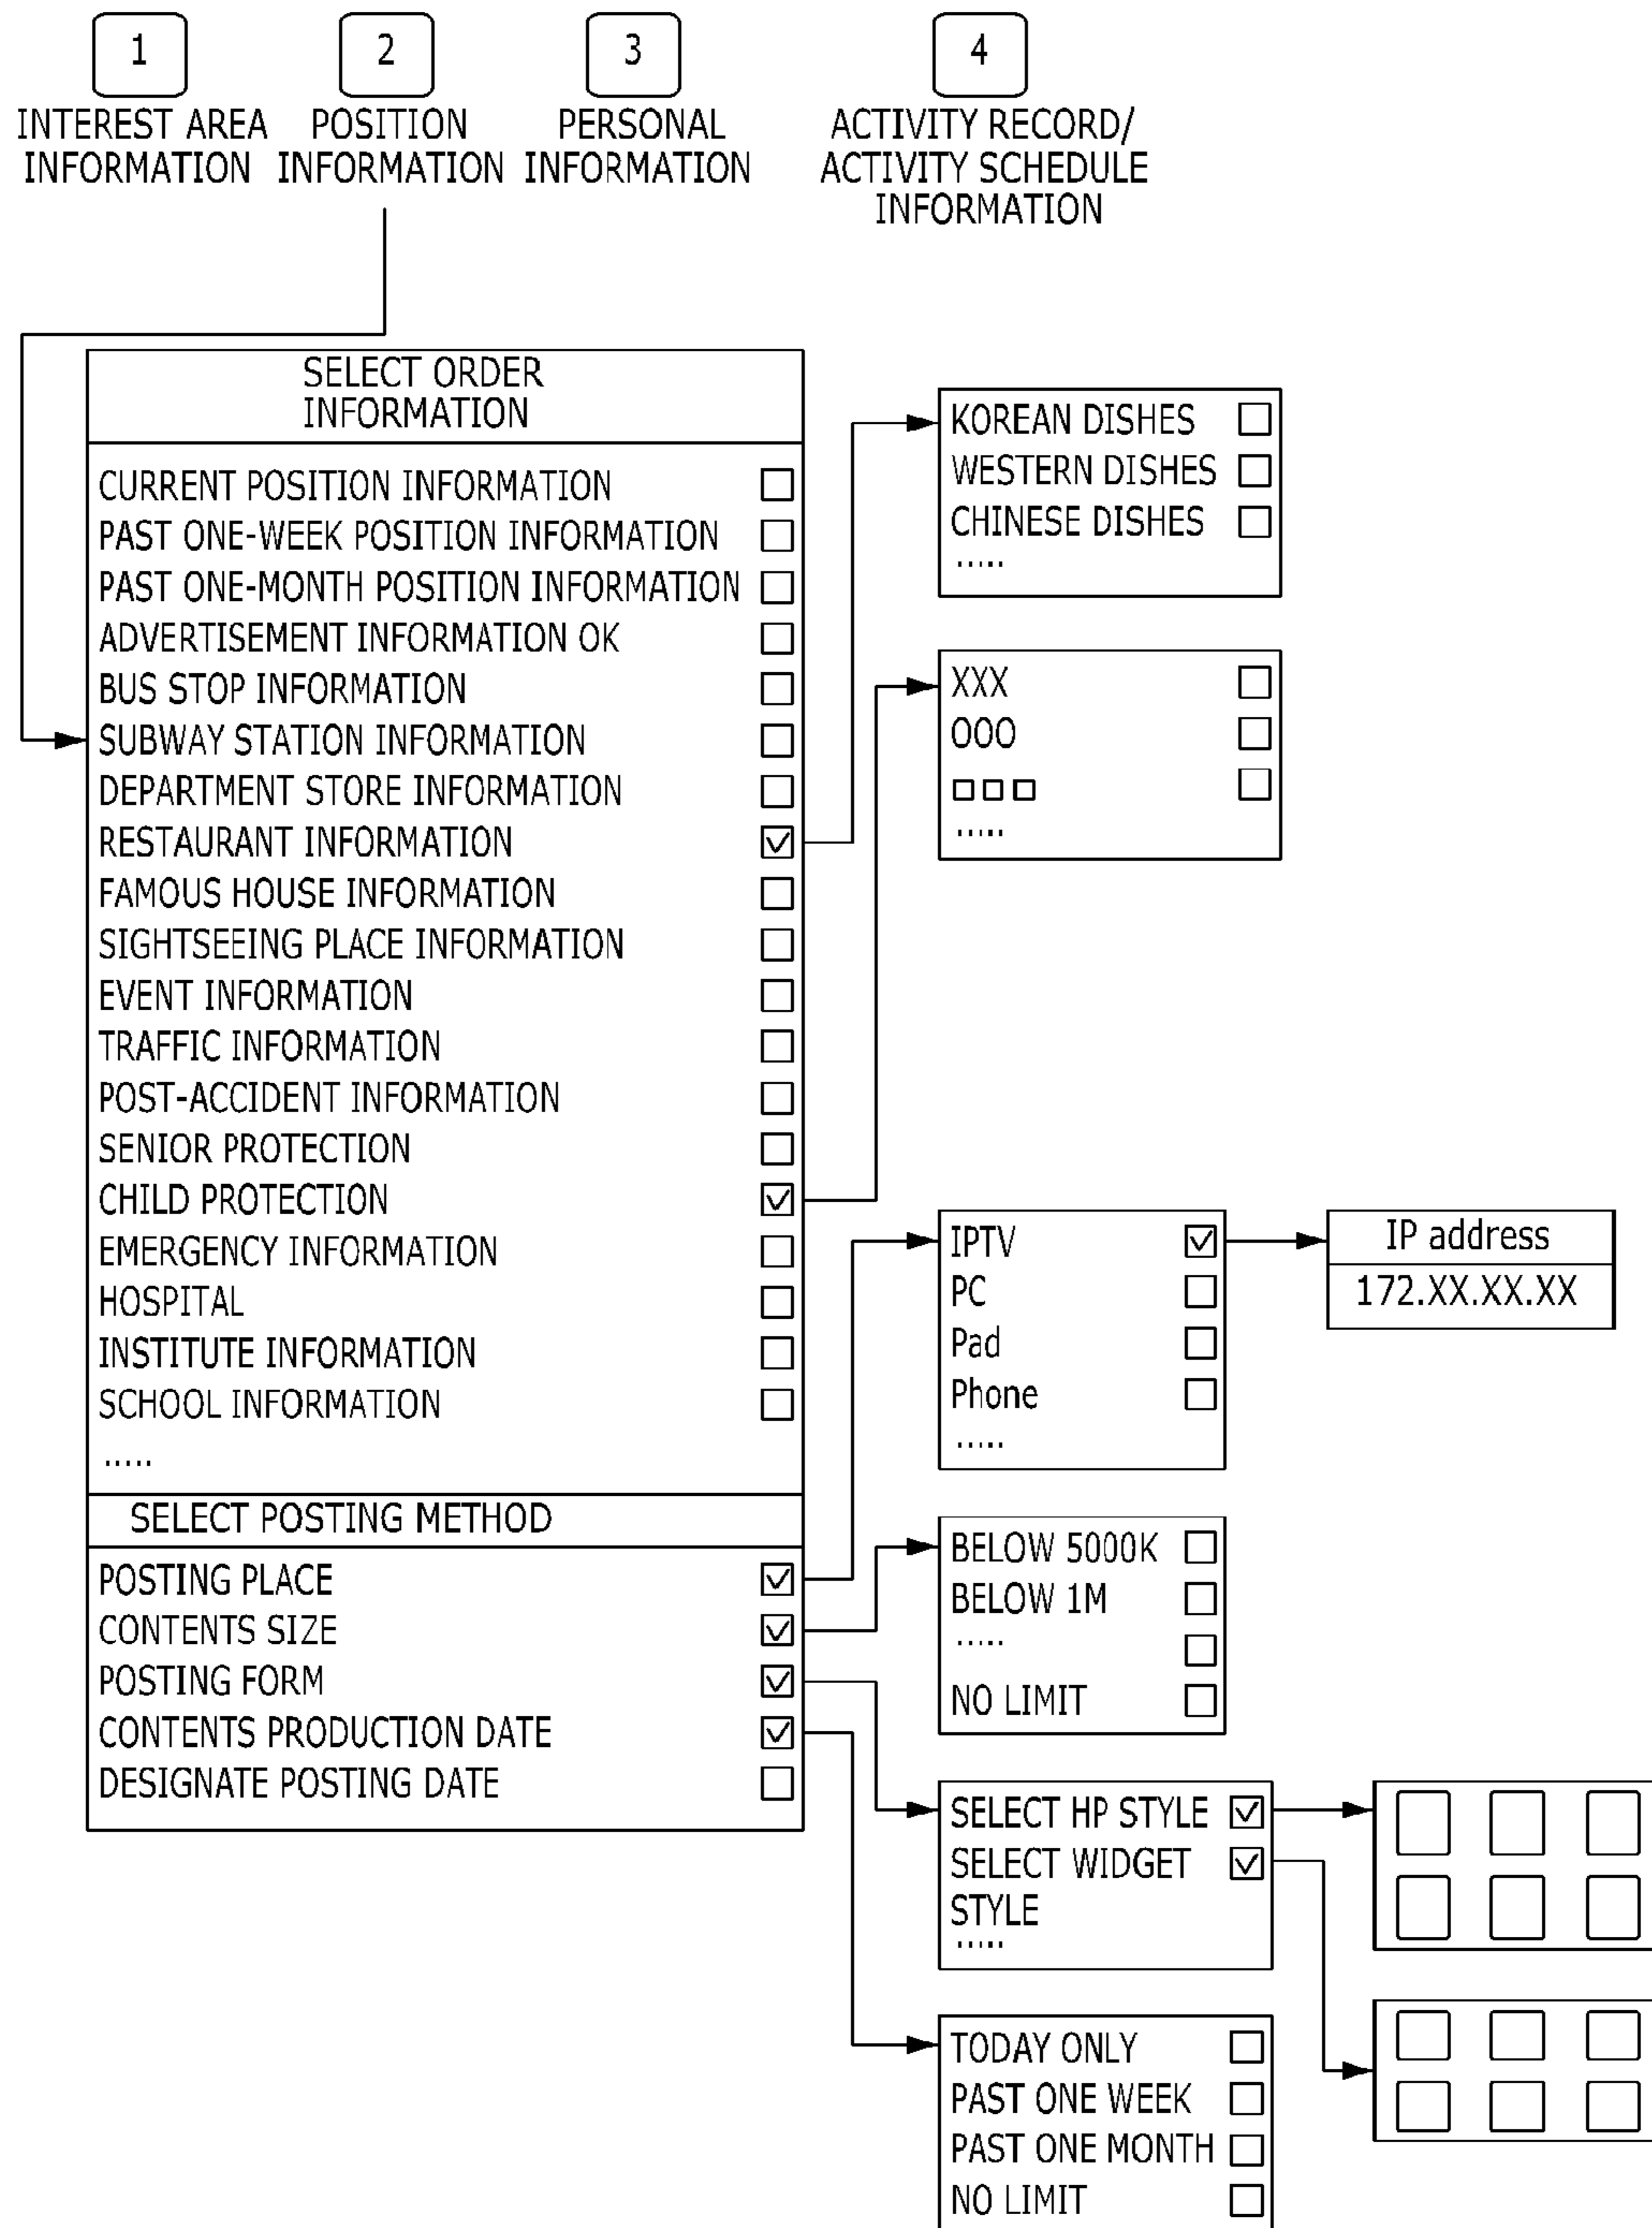 1
INTEREST AREA
INFORMATION
2
POSITION
INFORMATION
3
PERSONAL
INFORMATION
4
ACTIVITY RECORD/
ACTIVITY SCHEDULE
INFORMATION
SELECT ORDER
INFORMATION
CURRENT POSITION INFORMATION
PAST ONE-WEEK POSITION INFORMATION
PAST ONE-MONTH POSITION INFORMATION
ADVERTISEMENT INFORMATION OK
BUS STOP INFORMATION
SUBWAY STATION INFORMATION
DEPARTMENT STORE INFORMATION
RESTAURANT INFORMATION
FAMOUS HOUSE INFORMATION
SIGHTSEEING PLACE INFORMATION
EVENT INFORMATION
TRAFFIC INFORMATION
POST-ACCIDENT INFORMATION
SENIOR PROTECTION
CHILD PROTECTION
EMERGENCY INFORMATION
HOSPITAL
INSTITUTE INFORMATION
SCHOOL INFORMATION
.....
SELECT POSTING METHOD
POSTING PLACE
CONTENTS SIZE
POSTING FORM
CONTENTS PRODUCTION DATE
DESIGNATE POSTING DATE
KOREAN DISHES
WESTERN DISHES
CHINESE DISHES
.....
XXX
OOO
□□□
.....
IPTV
PC
Pad
Phone
.....
IP address
172.XX.XX.XX
BELOW 5000K
BELOW 1M
.....
NO LIMIT
SELECT HP STYLE
SELECT WIDGET
STYLE
.....
TODAY ONLY
PAST ONE WEEK
PAST ONE MONTH
NO LIMIT